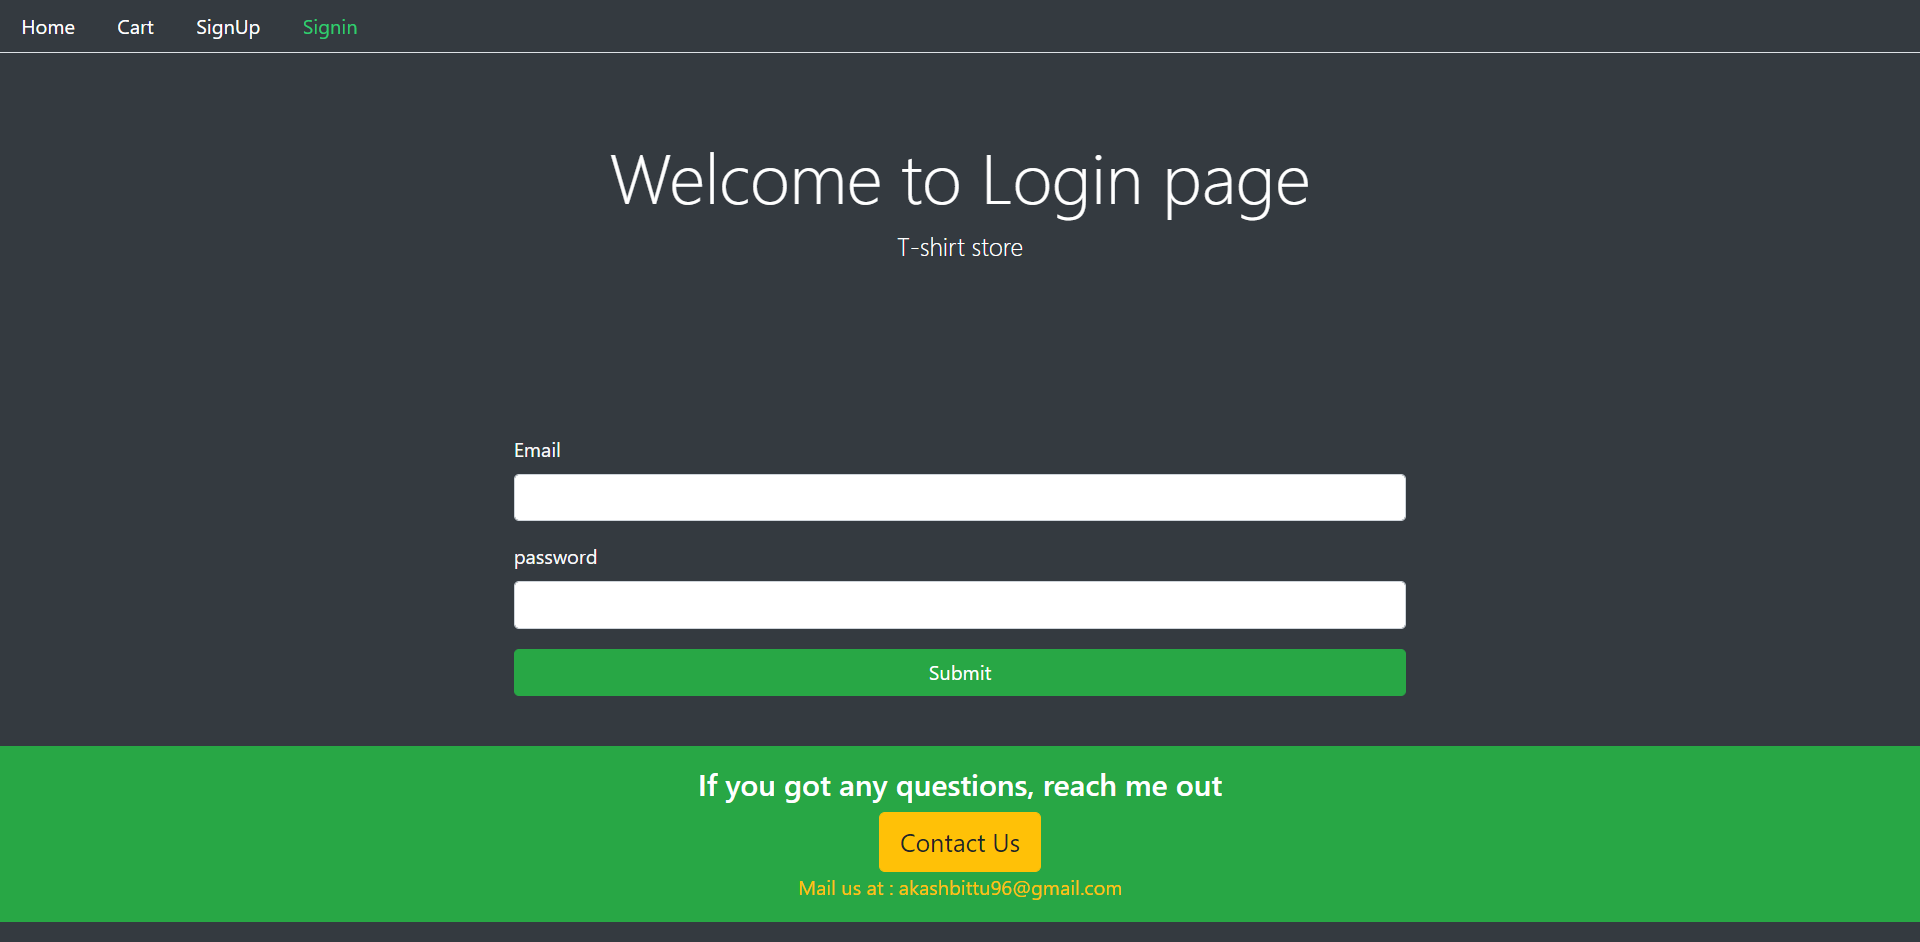 Home Cart SignUp Signin
Welcome to Login page
T-shirt store
Email
password
Submit
If you got any questions, reach me out
Contact Us
Mail us at : akashbittu96@gmail.com